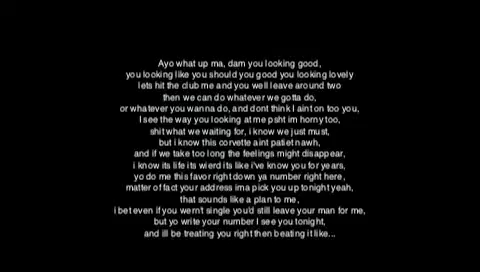 Ayo what up ma, dam you looking good,
you looking like you should you good you looking lovely
lets hit the club me and you well leave around two
then we can do whatever we gotta do,
or whatever you wanna do, and dont think I aint on too you,
I see the way you looking at me psht im horny too,
shit what we waiting for, i know we just must,
but i know this corvette aint patiet nawh,
and if we take too long the feelings might disappear,
i know its life its wierd its like i've know you for years,
yo do me this favor right down ya number right here,
matter of fact your address ima pick you up tonight yeah,
that sounds like a plan to me,
i bet even if you wern't single you'd still leave your man for me,
but yo write your number I see you tonight,
and ill be treating you right then beating it like...